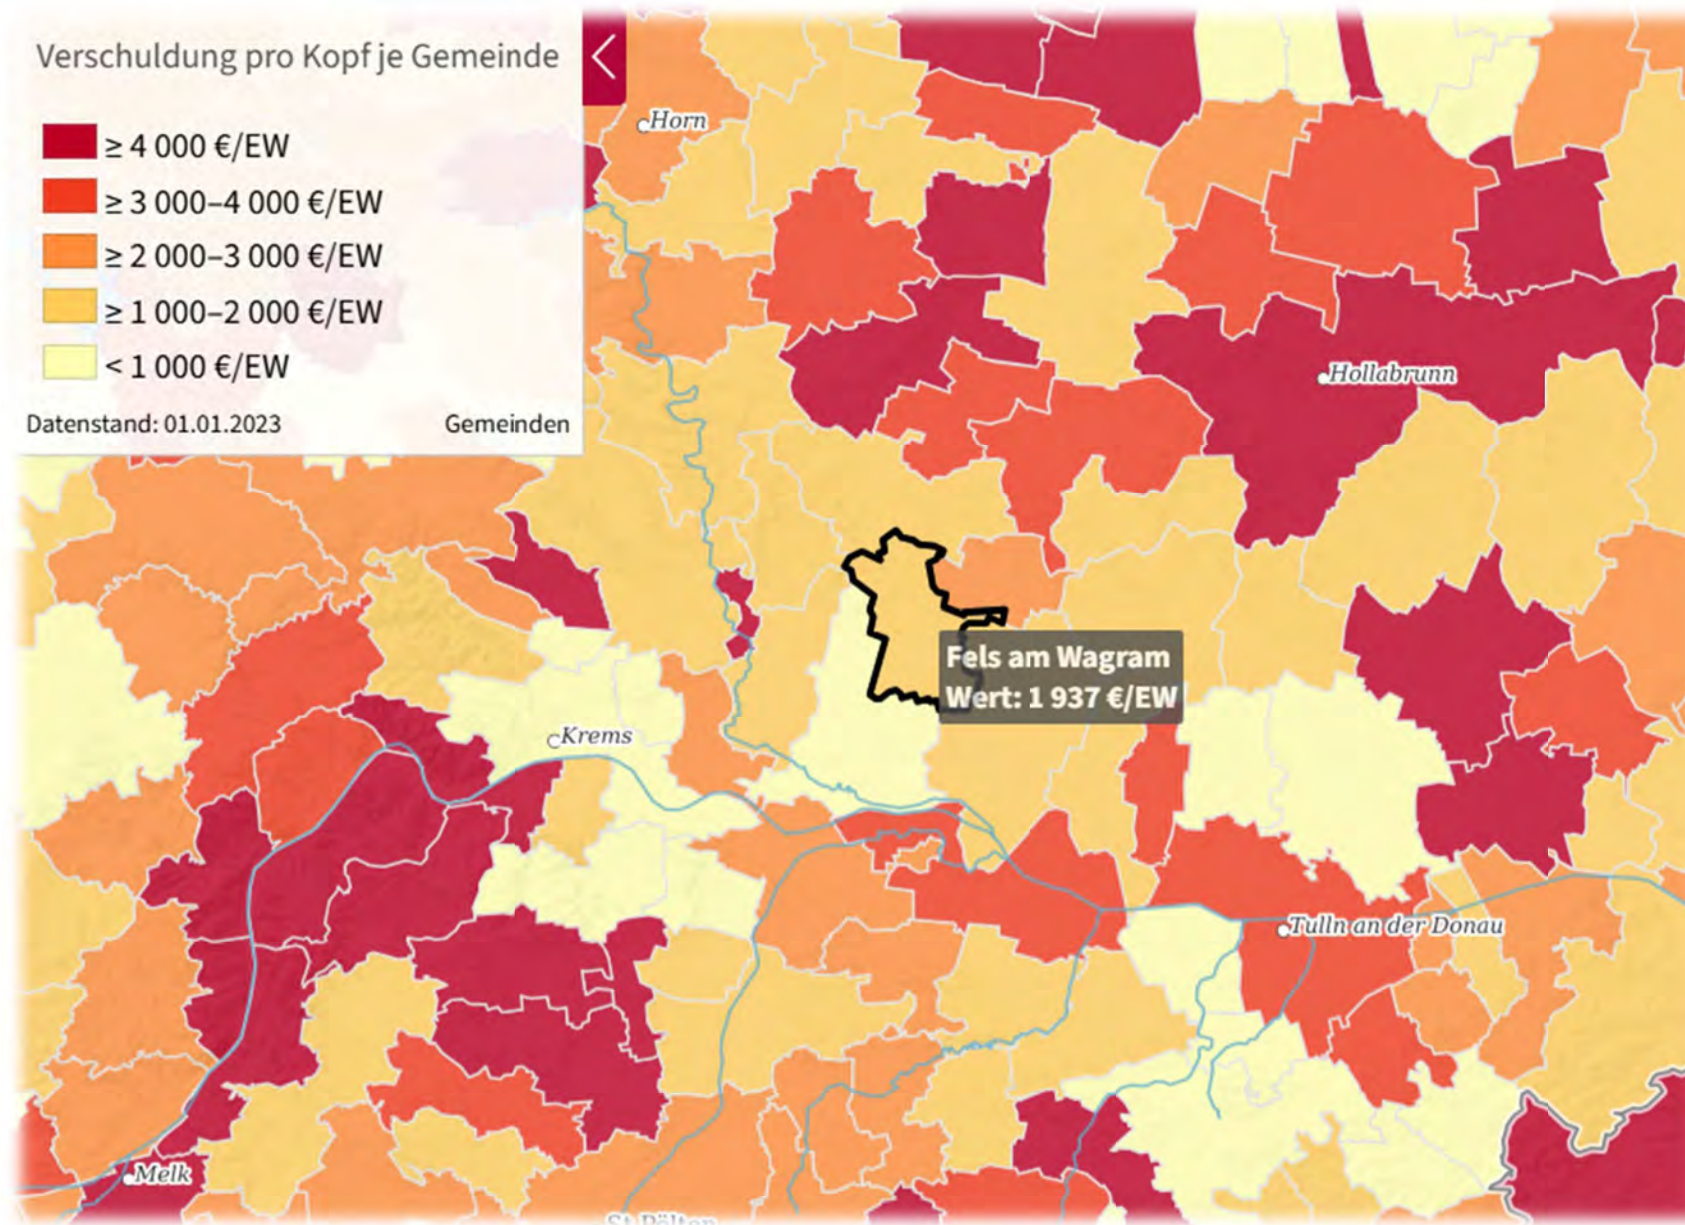 Verschuldung pro Kopf je Gemeinde
≥ 4 000 €/EW
≥ 3 000–4 000 €/EW
≥ 2 000–3 000 €/EW
≥ 1 000–2 000 €/EW
< 1 000 €/EW
Datenstand: 01.01.2023 Gemeinden
Horn
Hollabrunn
Fels am Wagram
Wert: 1 937 €/EW
Krems
Tulln an der Donau
Melk
St. Pölten